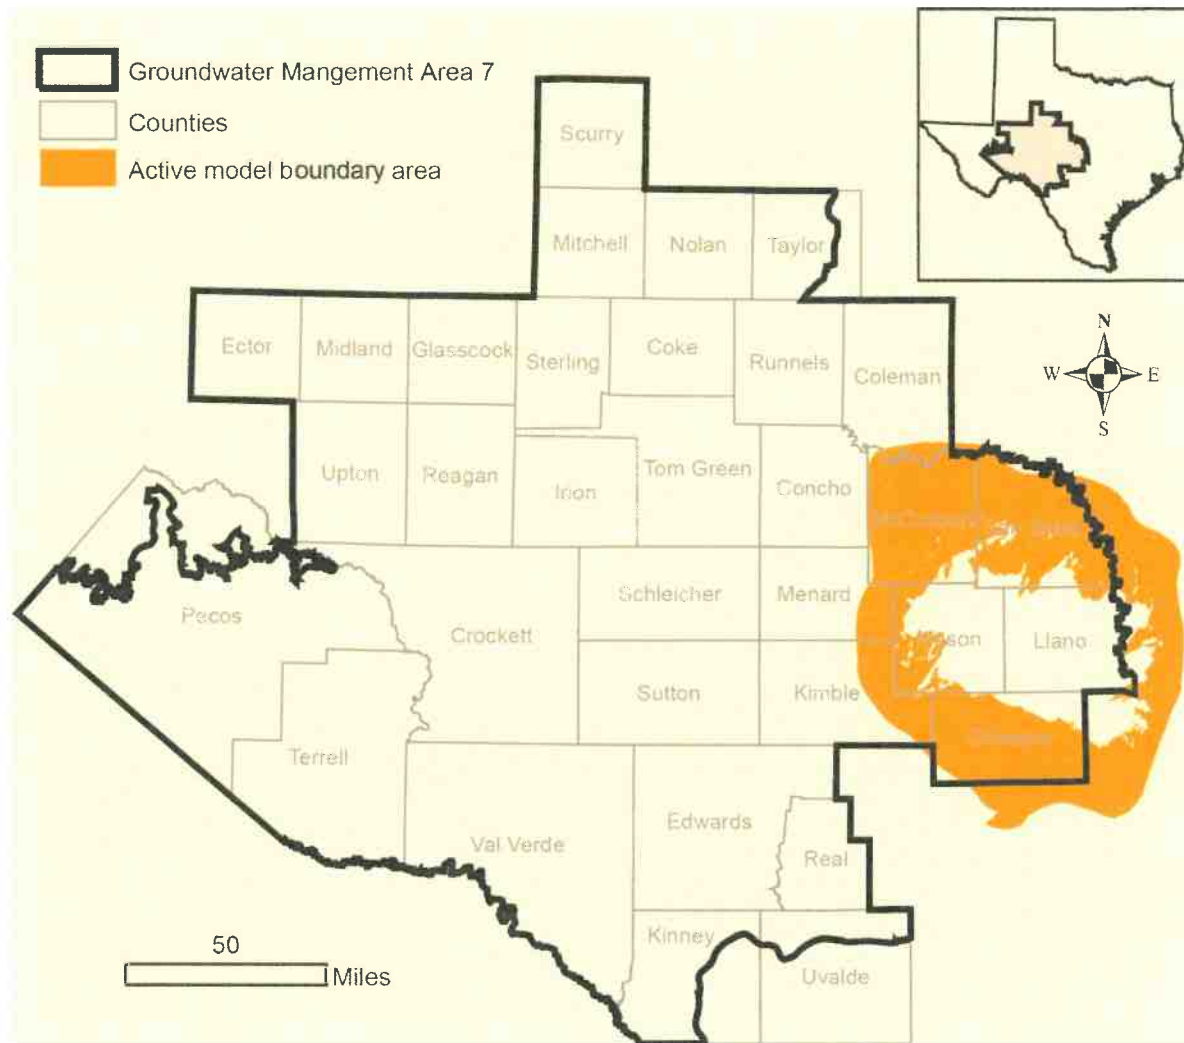 Groundwater Mangement Area 7
Counties
Active model boundary area
N
W E
S
Scurry
Mitchell Nolan Taylor
Ector Midland Glasscock Sterling Coke Runnels Coleman
Upton Reagan Irion Tom Green Concho
Pecos Crockett Schleicher Menard Llano
Terrell Sutton Kimble
Val Verde Edwards Real
Kinney Uvalde
50
Miles